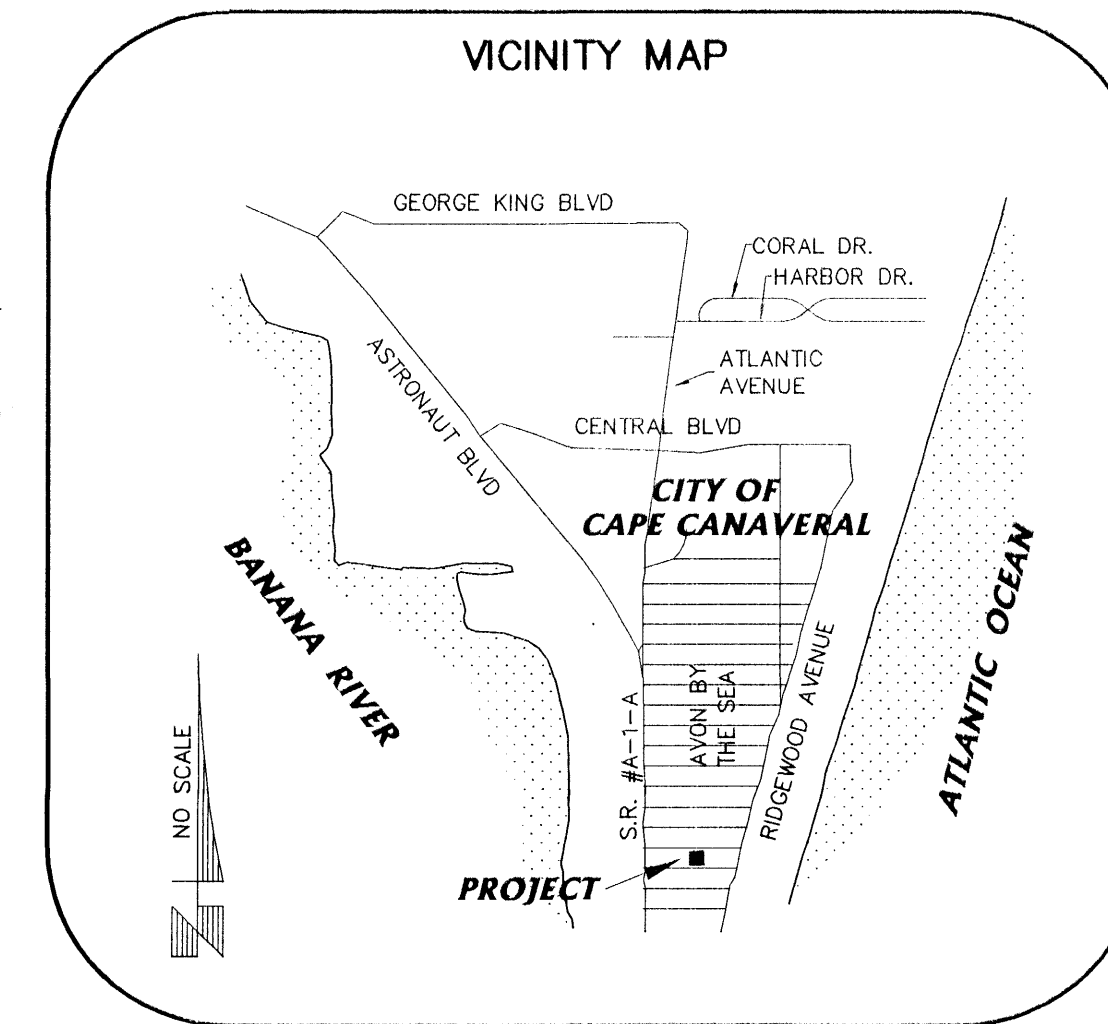 VICINITY MAP
GEORGE KING BLVD
CORAL DR.
HARBOR DR.
ATLANTIC
AVENUE
ASTRONAUT BLVD
CENTRAL BLVD
CITY OF
CAPE CANAVERAL
BANANA RIVER
ATLANTIC OCEAN
AVON BY
THE SEA
RIDGEWOOD AVENUE
S.R. #A-1-A
NO SCALE
PROJECT